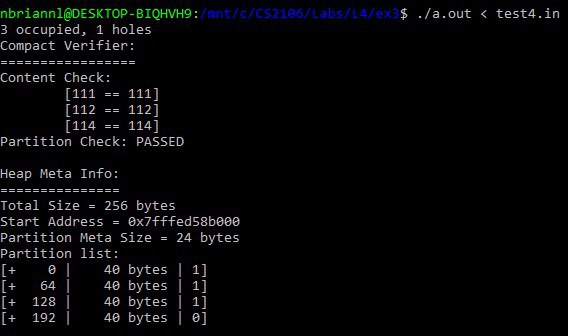 nbriannl@DESKTOP-BIQHVH9:/mnt/c/CS2106/Labs/L4/ex3$ ./a.out < test4.in
3 occupied, 1 holes
Compact Verifier:
=================
Content Check:
        [111 == 111]
        [112 == 112]
        [114 == 114]
Partition Check: PASSED

Heap Meta Info:
===============
Total Size = 256 bytes
Start Address = 0x7fffed58b000
Partition Meta Size = 24 bytes
Partition list:
[+    0 |    40 bytes | 1]
[+   64 |    40 bytes | 1]
[+  128 |    40 bytes | 1]
[+  192 |    40 bytes | 0]